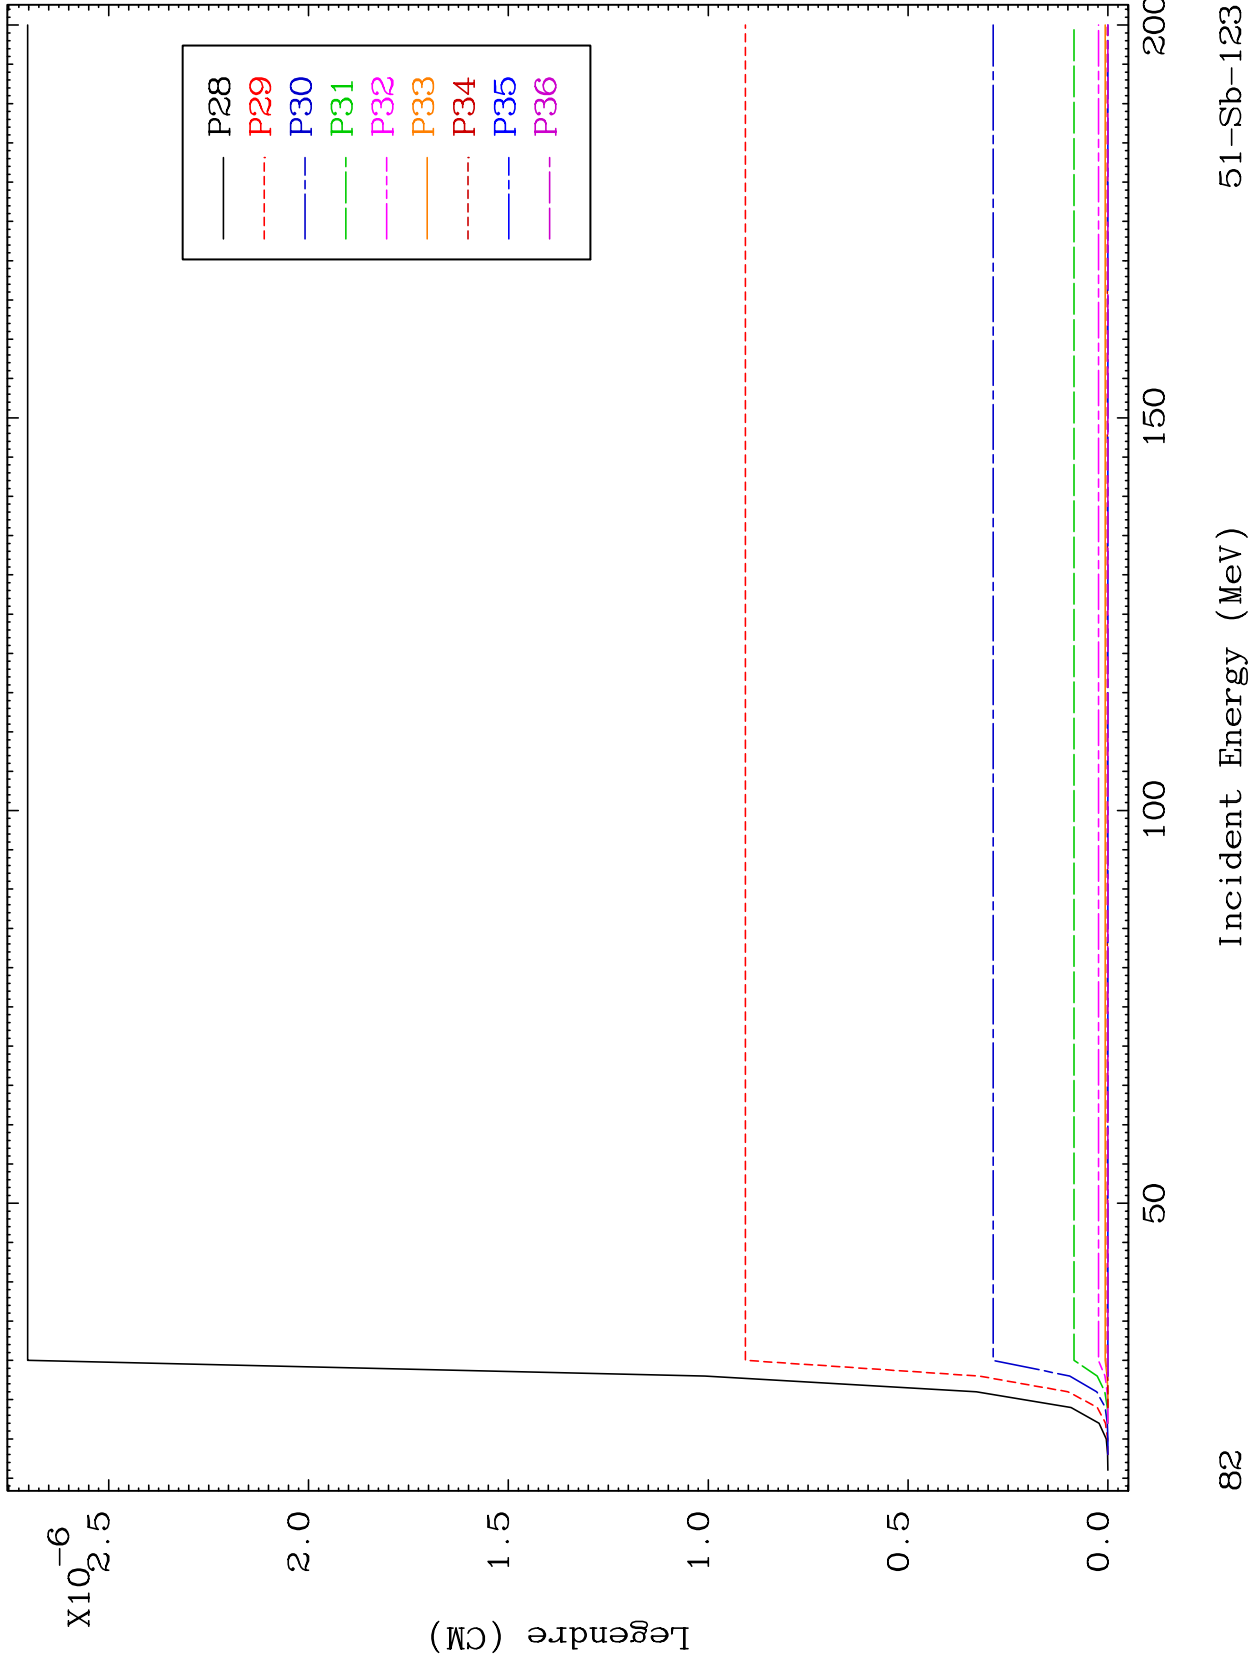 X10-6
2.5
2.0
1.5
1.0
0.5
0.0
Legendre (CM)
P28
P29
P30
P31
P32
P33
P34
P35
P36
50
100
150
200
82
Incident Energy (MeV)
51-Sb-123